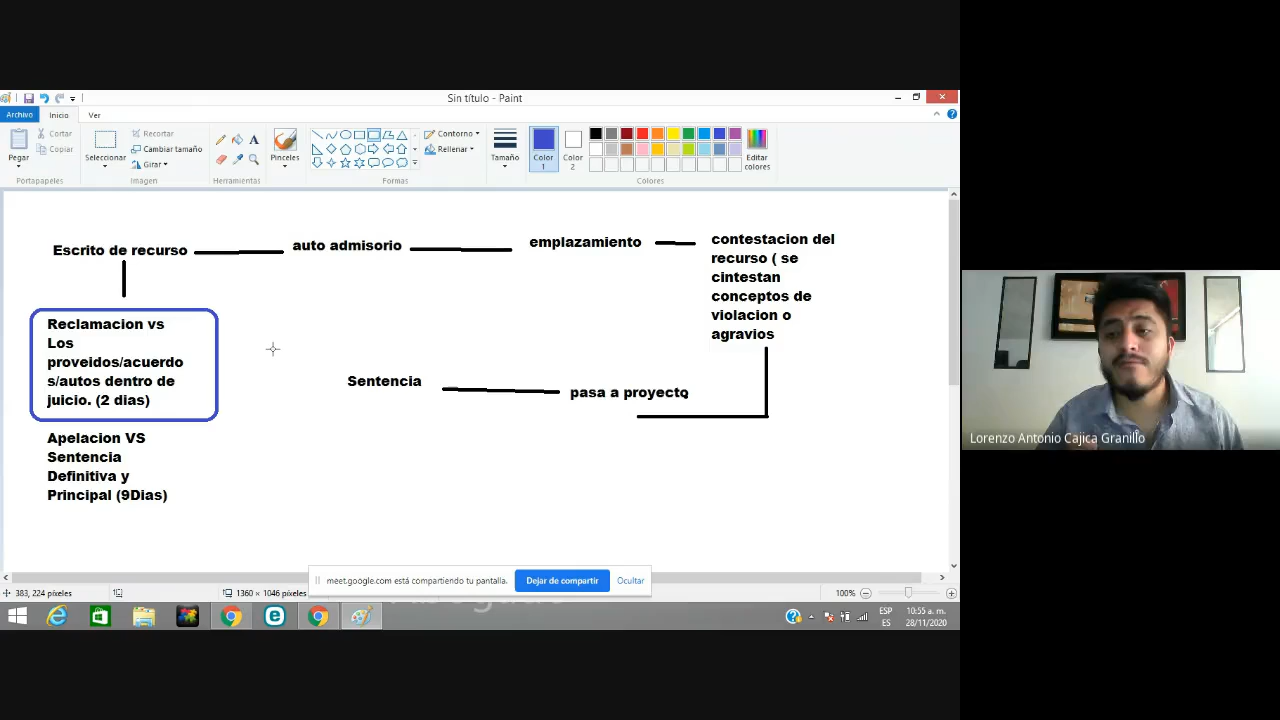 Sin título - Paint
Archivo Inicio Ver
Pegar
Cortar
Copiar
Portapapeles
Seleccionar
Recortar
Cambiar tamaño
Girar
Imagen
A
Herramientas
Pinceles
Contorno
Rellenar
Formas
Tamaño
Color 1
Color 2
Editar colores
Colores
Escrito de recurso
auto admisorio
emplazamiento
contestacion del
recurso ( se
cintestan
conceptos de
violacion o
agravios
Reclamacion vs
Los
proveidos/acuerdo
s/autos dentro de
juicio. (2 dias)
Sentencia
pasa a proyecto
Apelacion VS
Sentencia
Definitiva y
Principal (9Dias)
Lorenzo Antonio Cajica Granillo
meet.google.com está compartiendo tu pantalla. Dejar de compartir Ocultar
383, 224 píxeles
1360 × 1046 píxeles
100%
ESP
ES
10:55 a. m.
28/11/2020